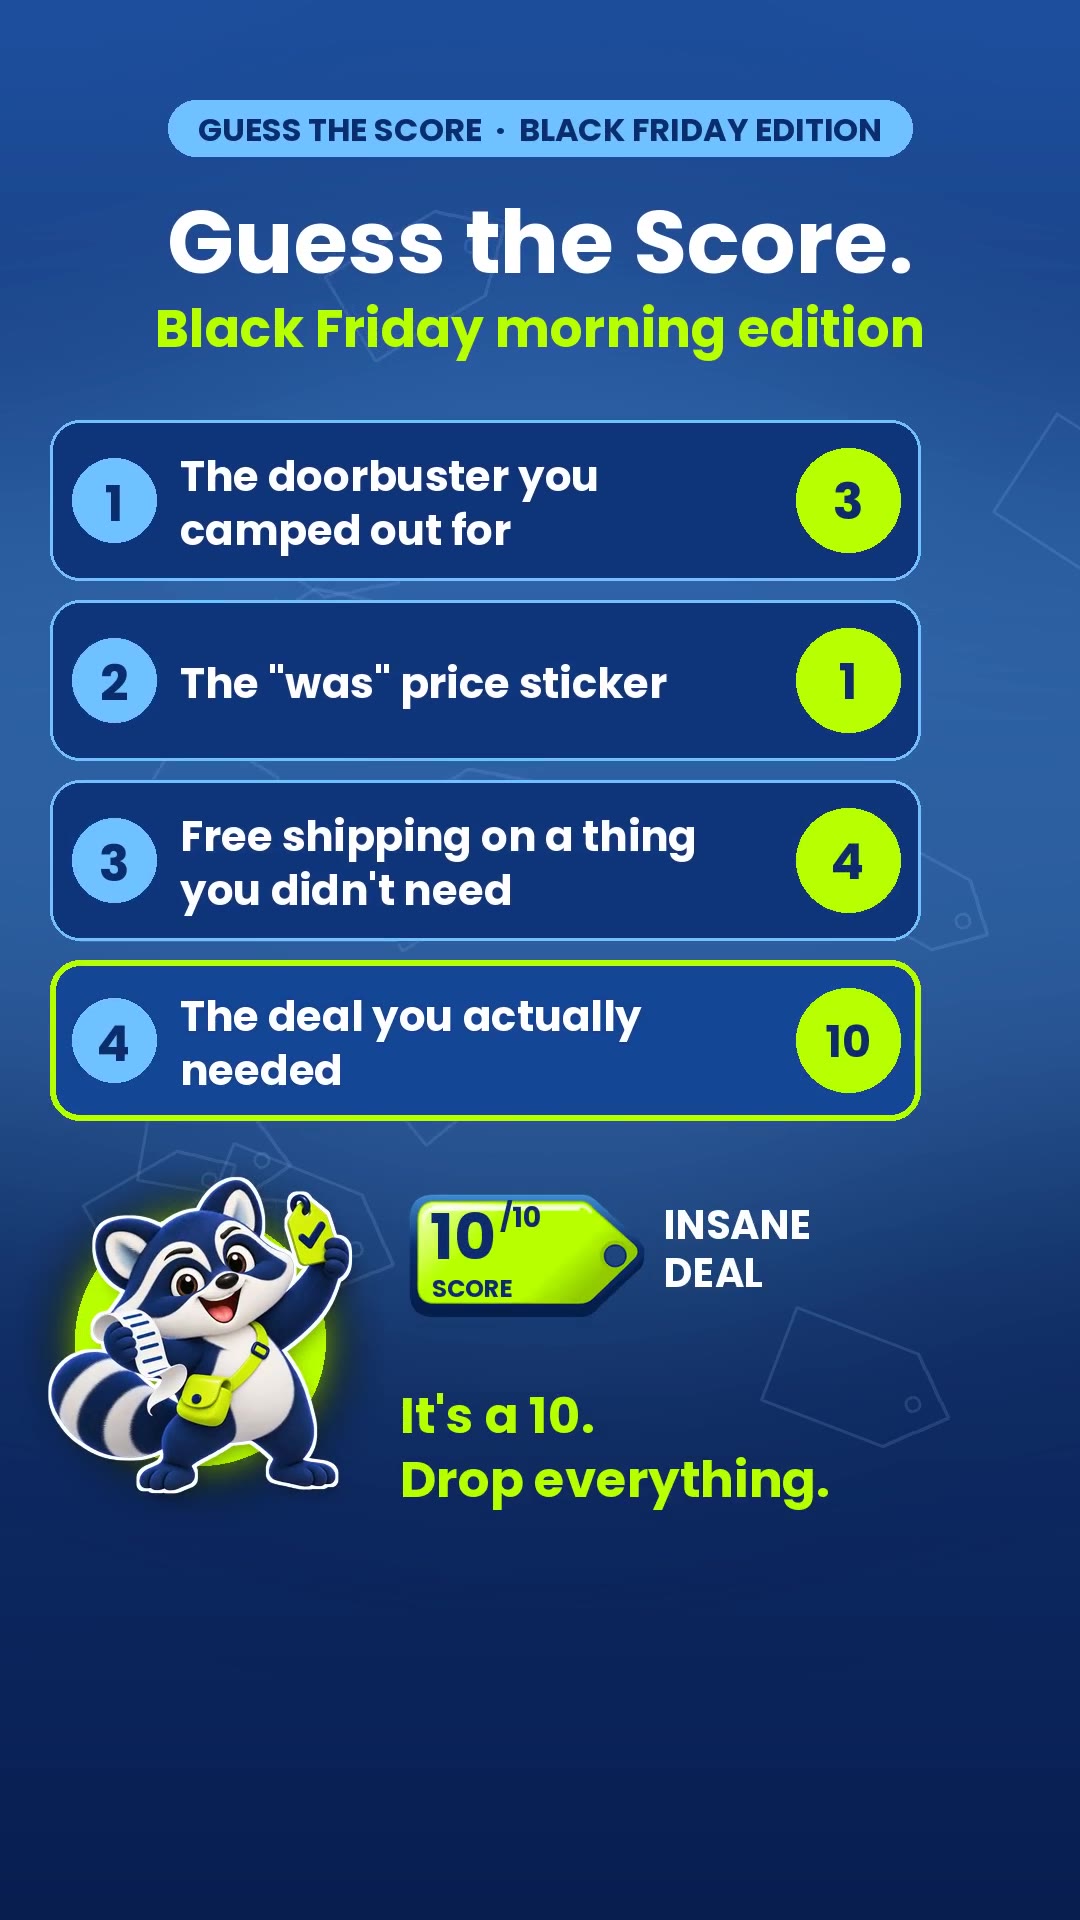 GUESS THE SCORE · BLACK FRIDAY EDITION
Guess the Score.
Black Friday morning edition
1
The doorbuster you
camped out for
3
2
The "was" price sticker
1
3
Free shipping on a thing
you didn't need
4
4
The deal you actually
needed
10
10/10
SCORE
INSANE
DEAL
It's a 10.
Drop everything.